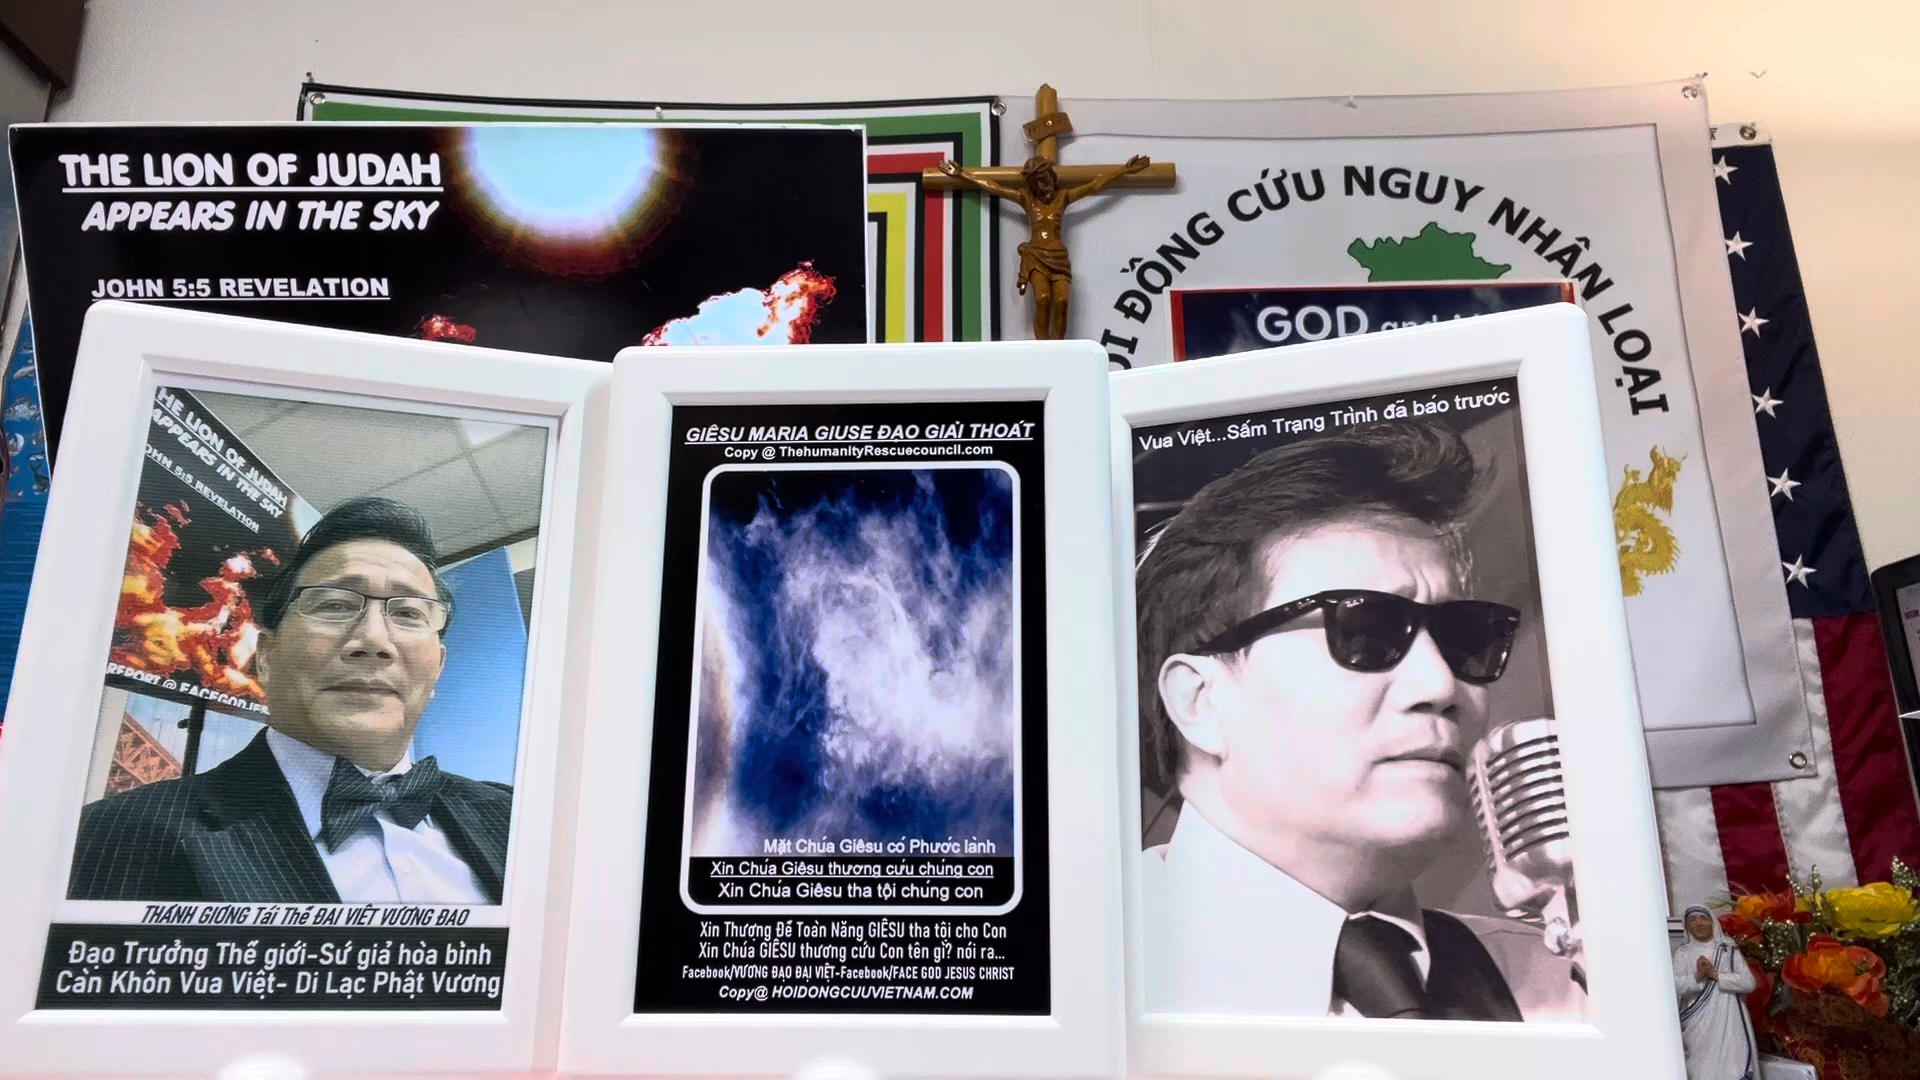 THE LION OF JUDAH
APPEARS IN THE SKY
JOHN 5:5 REVELATION
ĐỒNG CỨU NGUY NHÂN LOẠI
GOD
THE LION OF JUDAH
APPEARS IN THE SKY
JOHN 5:5 REVELATION
REPORT @ FACEGODJE
THÁNH GIÓNG Tái Thế ĐẠI VIỆT VƯƠNG ĐẠO
Đạo Trưởng Thế giới-Sứ giả hòa bình
Càn Khôn Vua Việt- Di Lạc Phật Vương
GIÊSU MARIA GIUSE ĐẠO GIẢI THOÁT
Copy @ ThehumanityRescuecouncil.com
Mặt Chúa Giêsu có Phước lành
Xin Chúa Giêsu thương cứu chúng con
Xin Chúa Giêsu tha tội chúng con
Xin Thượng Đế Toàn Năng GIÊSU tha tội cho Con
Xin Chúa GIÊSU thương cứu Con tên gì? nói ra...
Facebook/VƯƠNG ĐẠO ĐẠI VIỆT-Facebook/FACE GOD JESUS CHRIST
Copy@ HOIDONGCUUVIETNAM.COM
Vua Việt...Sấm Trạng Trình đã báo trước